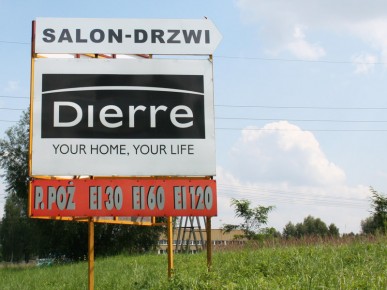 SALON-DRZWI
Dierre
YOUR HOME, YOUR LIFE
P.POŻ EI 30 EI 60 EI 120